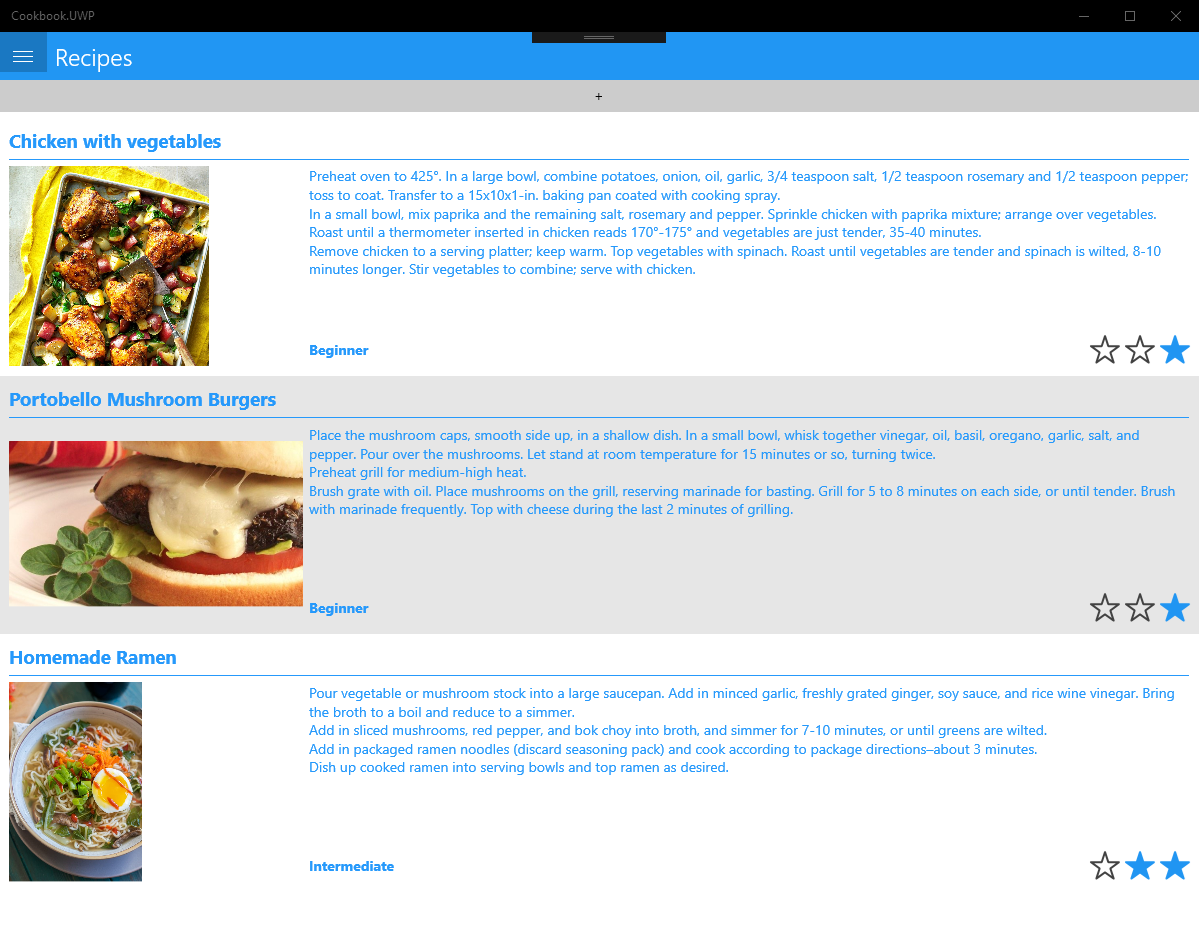 Cookbook.UWP
Recipes
+
Chicken with vegetables
Preheat oven to 425°. In a large bowl, combine potatoes, onion, oil, garlic, 3/4 teaspoon salt, 1/2 teaspoon rosemary and 1/2 teaspoon pepper;
toss to coat. Transfer to a 15x10x1-in. baking pan coated with cooking spray.
In a small bowl, mix paprika and the remaining salt, rosemary and pepper. Sprinkle chicken with paprika mixture; arrange over vegetables.
Roast until a thermometer inserted in chicken reads 170°-175° and vegetables are just tender, 35-40 minutes.
Remove chicken to a serving platter; keep warm. Top vegetables with spinach. Roast until vegetables are tender and spinach is wilted, 8-10
minutes longer. Stir vegetables to combine; serve with chicken.
Beginner
Portobello Mushroom Burgers
Place the mushroom caps, smooth side up, in a shallow dish. In a small bowl, whisk together vinegar, oil, basil, oregano, garlic, salt, and
pepper. Pour over the mushrooms. Let stand at room temperature for 15 minutes or so, turning twice.
Preheat grill for medium-high heat.
Brush grate with oil. Place mushrooms on the grill, reserving marinade for basting. Grill for 5 to 8 minutes on each side, or until tender. Brush
with marinade frequently. Top with cheese during the last 2 minutes of grilling.
Beginner
Homemade Ramen
Pour vegetable or mushroom stock into a large saucepan. Add in minced garlic, freshly grated ginger, soy sauce, and rice wine vinegar. Bring
the broth to a boil and reduce to a simmer.
Add in sliced mushrooms, red pepper, and bok choy into broth, and simmer for 7-10 minutes, or until greens are wilted.
Add in packaged ramen noodles (discard seasoning pack) and cook according to package directions–about 3 minutes.
Dish up cooked ramen into serving bowls and top ramen as desired.
Intermediate